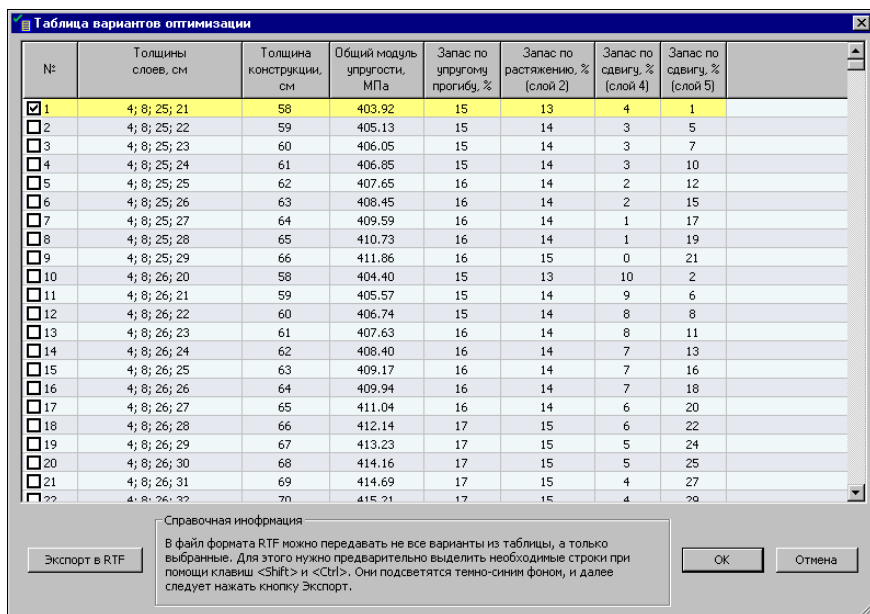 Таблица вариантов оптимизации
№ Толщины слоев, см Толщина конструкции, см Общий модуль упругости, МПа Запас по упругому прогибу, % Запас по растяжению, % (слой 2) Запас по сдвигу, % (слой 4) Запас по сдвигу, % (слой 5)
1 4; 8; 25; 21 58 403.92 15 13 4 1
2 4; 8; 25; 22 59 405.13 15 14 3 5
3 4; 8; 25; 23 60 406.05 15 14 3 7
4 4; 8; 25; 24 61 406.85 15 14 3 10
5 4; 8; 25; 25 62 407.65 16 14 2 12
6 4; 8; 25; 26 63 408.45 16 14 2 15
7 4; 8; 25; 27 64 409.59 16 14 1 17
8 4; 8; 25; 28 65 410.73 16 14 1 19
9 4; 8; 25; 29 66 411.86 16 15 0 21
10 4; 8; 26; 20 58 404.40 15 13 10 2
11 4; 8; 26; 21 59 405.57 15 14 9 6
12 4; 8; 26; 22 60 406.74 15 14 8 8
13 4; 8; 26; 23 61 407.63 16 14 8 11
14 4; 8; 26; 24 62 408.40 16 14 7 13
15 4; 8; 26; 25 63 409.17 16 14 7 16
16 4; 8; 26; 26 64 409.94 16 14 7 18
17 4; 8; 26; 27 65 411.04 16 14 6 20
18 4; 8; 26; 28 66 412.14 17 15 6 22
19 4; 8; 26; 29 67 413.23 17 15 5 24
20 4; 8; 26; 30 68 414.16 17 15 5 25
21 4; 8; 26; 31 69 414.69 17 15 4 27
22 4; 8; 26; 32 70 415.21 17 15 4 29
Справочная инофрмация
В файл формата RTF можно передавать не все варианты из таблицы, а только
выбранные. Для этого нужно предварительно выделить необходимые строки при
помощи клавиш <Shift> и <Ctrl>. Они подсветятся темно-синим фоном, и далее
следует нажать кнопку Экспорт.
Экспорт в RTF
OK
Отмена